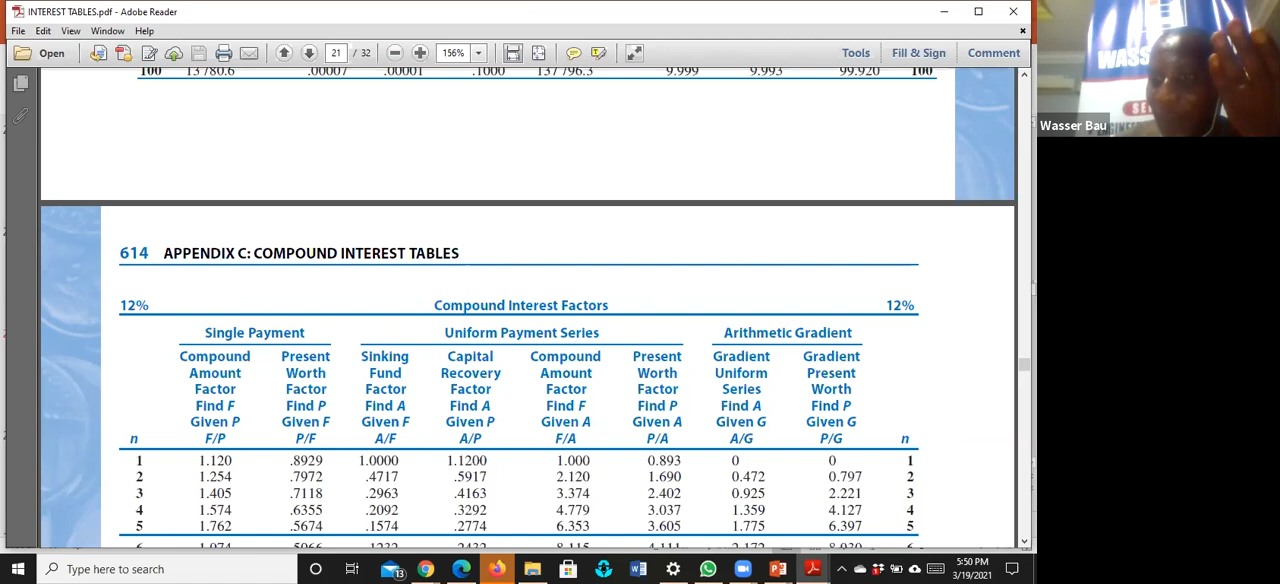 INTEREST TABLES.pdf - Adobe Reader
File Edit View Window Help
Open 21 / 32 156% Tools Fill & Sign Comment
100 13 780.6 .00007 .00001 .1000 137 796.3 9.999 9.993 99.920 100
WASS
SE
Wasser Bau
614 APPENDIX C: COMPOUND INTEREST TABLES
12% Compound Interest Factors 12%
Single Payment Uniform Payment Series Arithmetic Gradient
Compound Present Sinking Capital Compound Present Gradient Gradient
Amount Worth Fund Recovery Amount Worth Uniform Present
Factor Factor Factor Factor Factor Factor Series Worth
Find F Find P Find A Find A Find F Find P Find A Find P
Given P Given F Given F Given P Given A Given A Given G Given G
n F/P P/F A/F A/P F/A P/A A/G P/G n
1 1.120 .8929 1.0000 1.1200 1.000 0.893 0 0 1
2 1.254 .7972 .4717 .5917 2.120 1.690 0.472 0.797 2
3 1.405 .7118 .2963 .4163 3.374 2.402 0.925 2.221 3
4 1.574 .6355 .2092 .3292 4.779 3.037 1.359 4.127 4
5 1.762 .5674 .1574 .2774 6.353 3.605 1.775 6.397 5
Type here to search
13
5:50 PM
3/19/2021